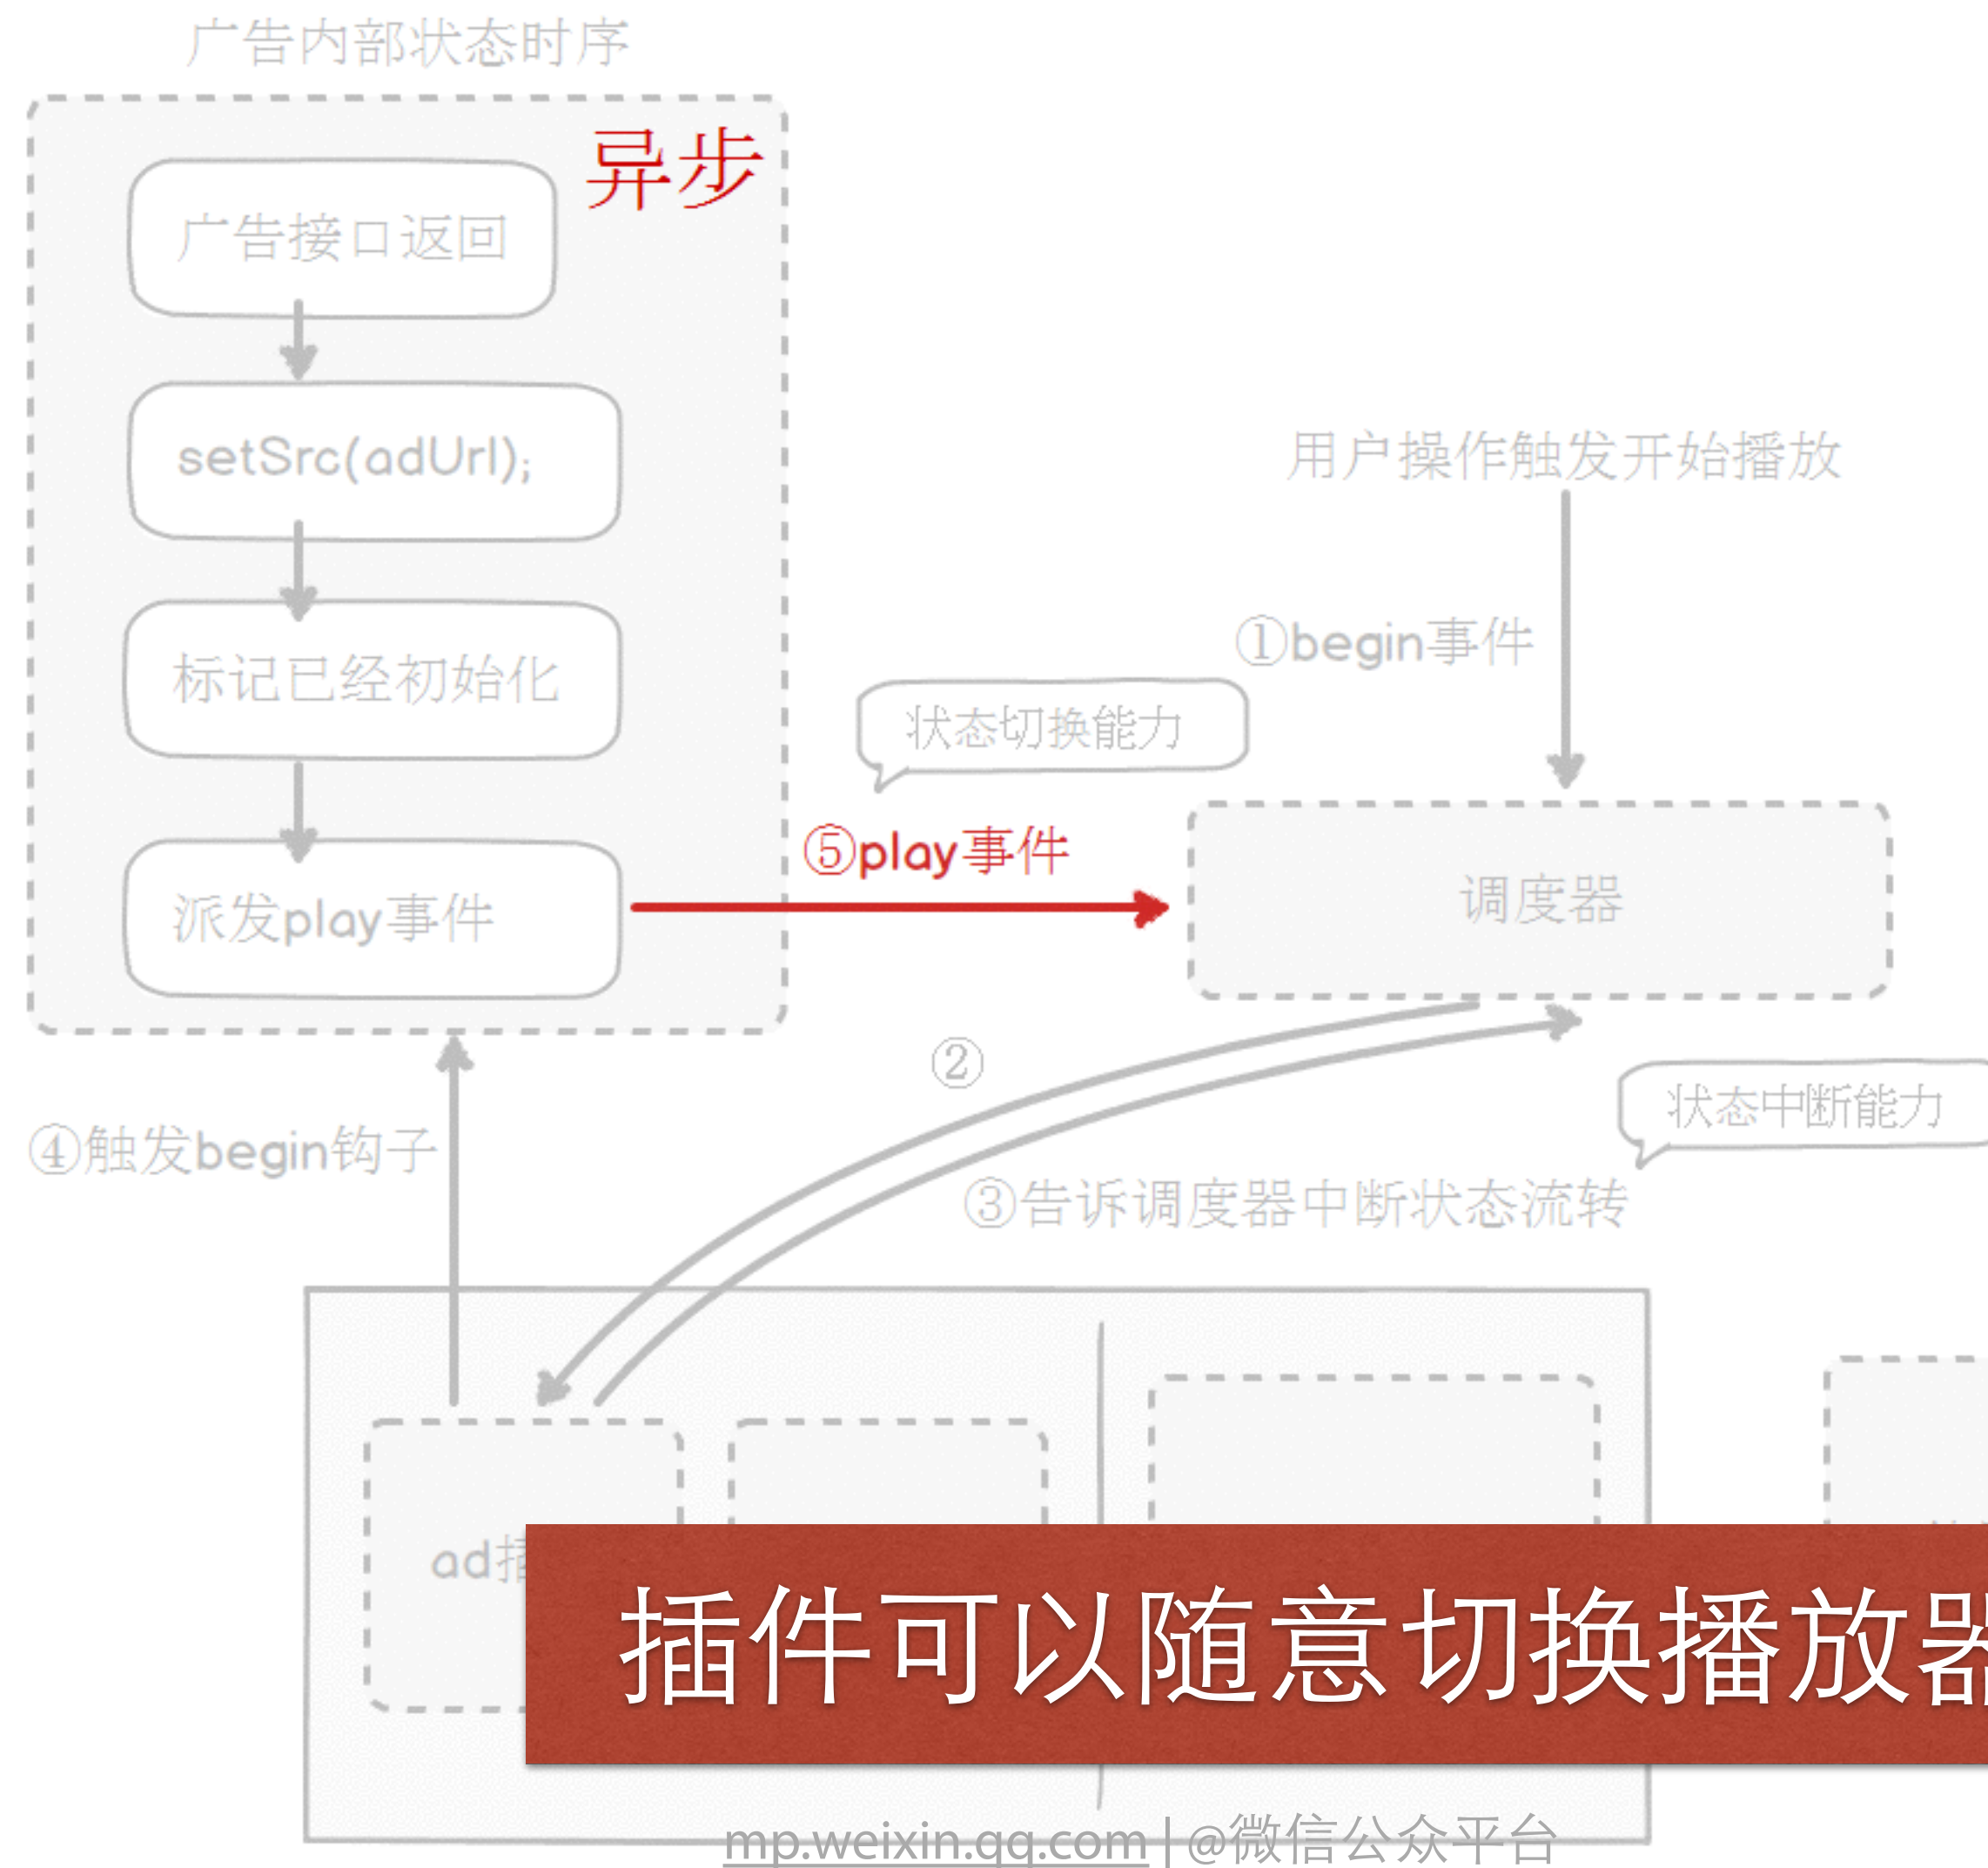 广告内部状态时序
异步
广告接口返回
setSrc(adUrl);
用户操作触发开始播放
①begin事件
标记已经初始化
状态切换能力
⑤play事件
调度器
派发play事件
②
状态中断能力
④触发begin钩子
③告诉调度器中断状态流转
ad
插件可以随意切换播放器
mp.weixin.qq.com | @微信公众平台